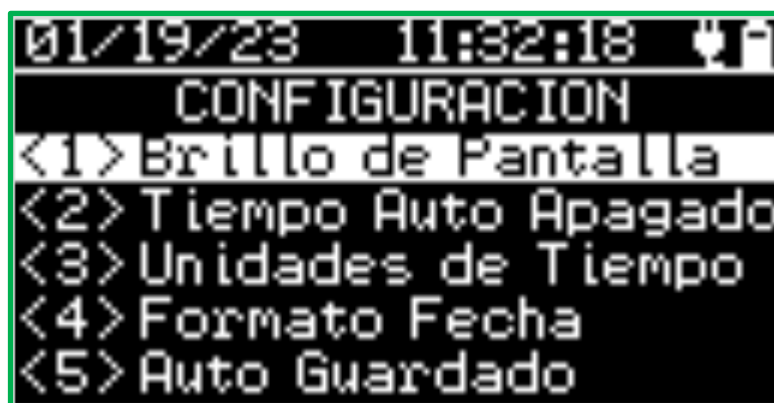 01/19/23 11:32:18
CONFIGURACION
<1>Brillo de Pantalla
<2>Tiempo Auto Apagado
<3>Unidades de Tiempo
<4>Formato Fecha
<5>Auto Guardado